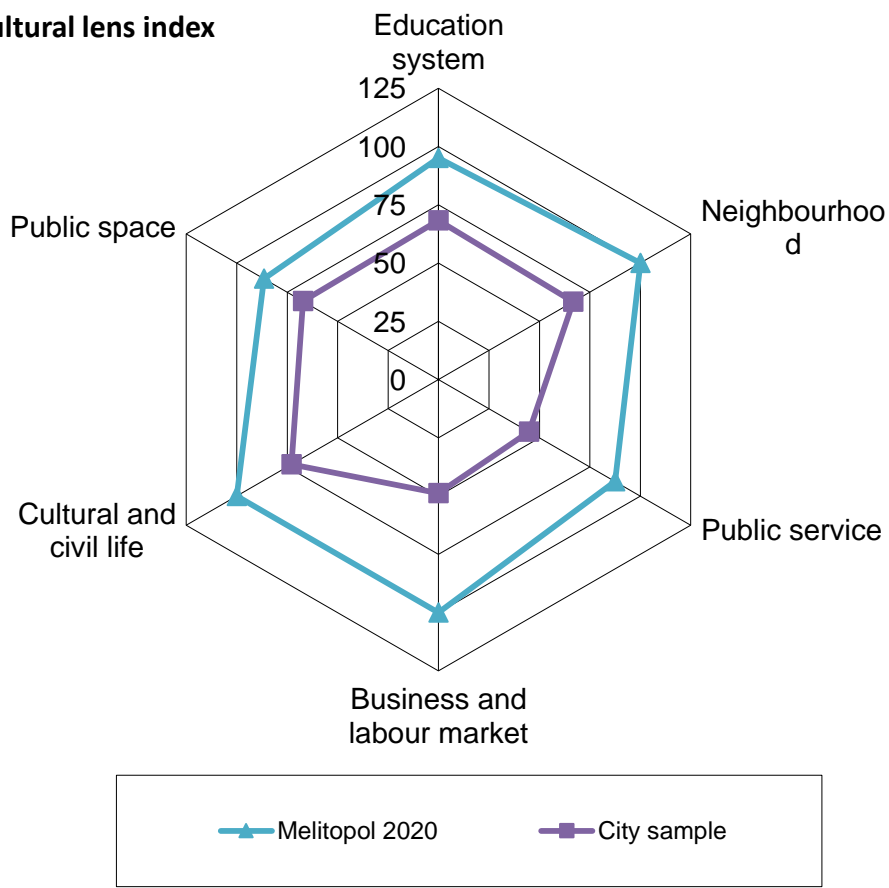 ultural lens index
Education
system
125
100
75
50
25
0
Public space
Neighbourhoo
d
Cultural and
civil life
Public service
Business and
labour market
Melitopol 2020
City sample